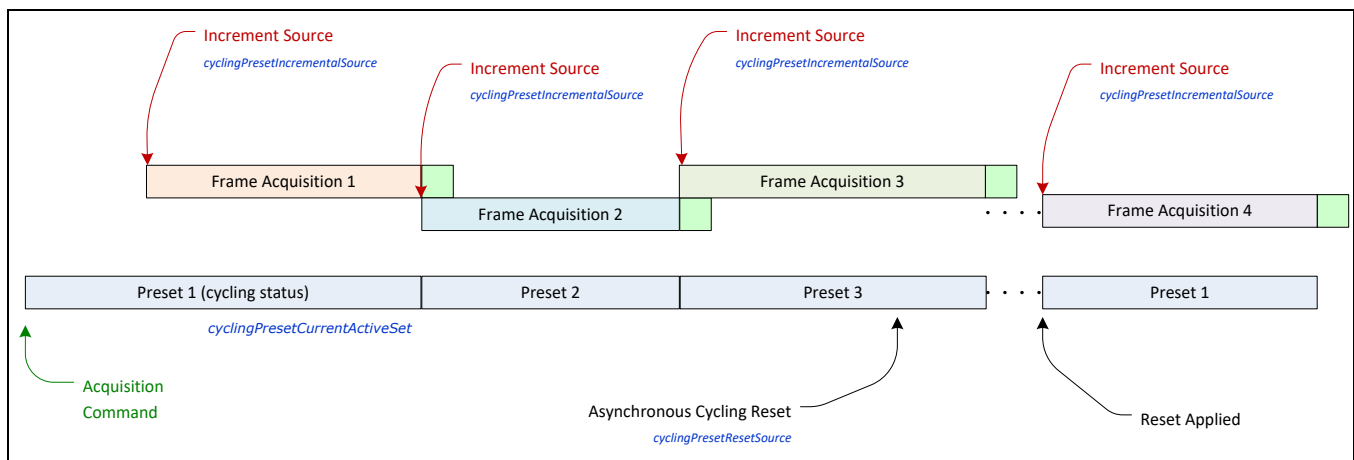 Increment Source
cyclingPresetIncrementalSource
Increment Source
cyclingPresetIncrementalSource
Increment Source
cyclingPresetIncrementalSource
Increment Source
cyclingPresetIncrementalSource
Frame Acquisition 1
Frame Acquisition 2
Frame Acquisition 3
. . . .
Frame Acquisition 4
Preset 1 (cycling status)
Preset 2
Preset 3
. . . .
Preset 1
cyclingPresetCurrentActiveSet
Acquisition
Command
Asynchronous Cycling Reset
cyclingPresetResetSource
Reset Applied